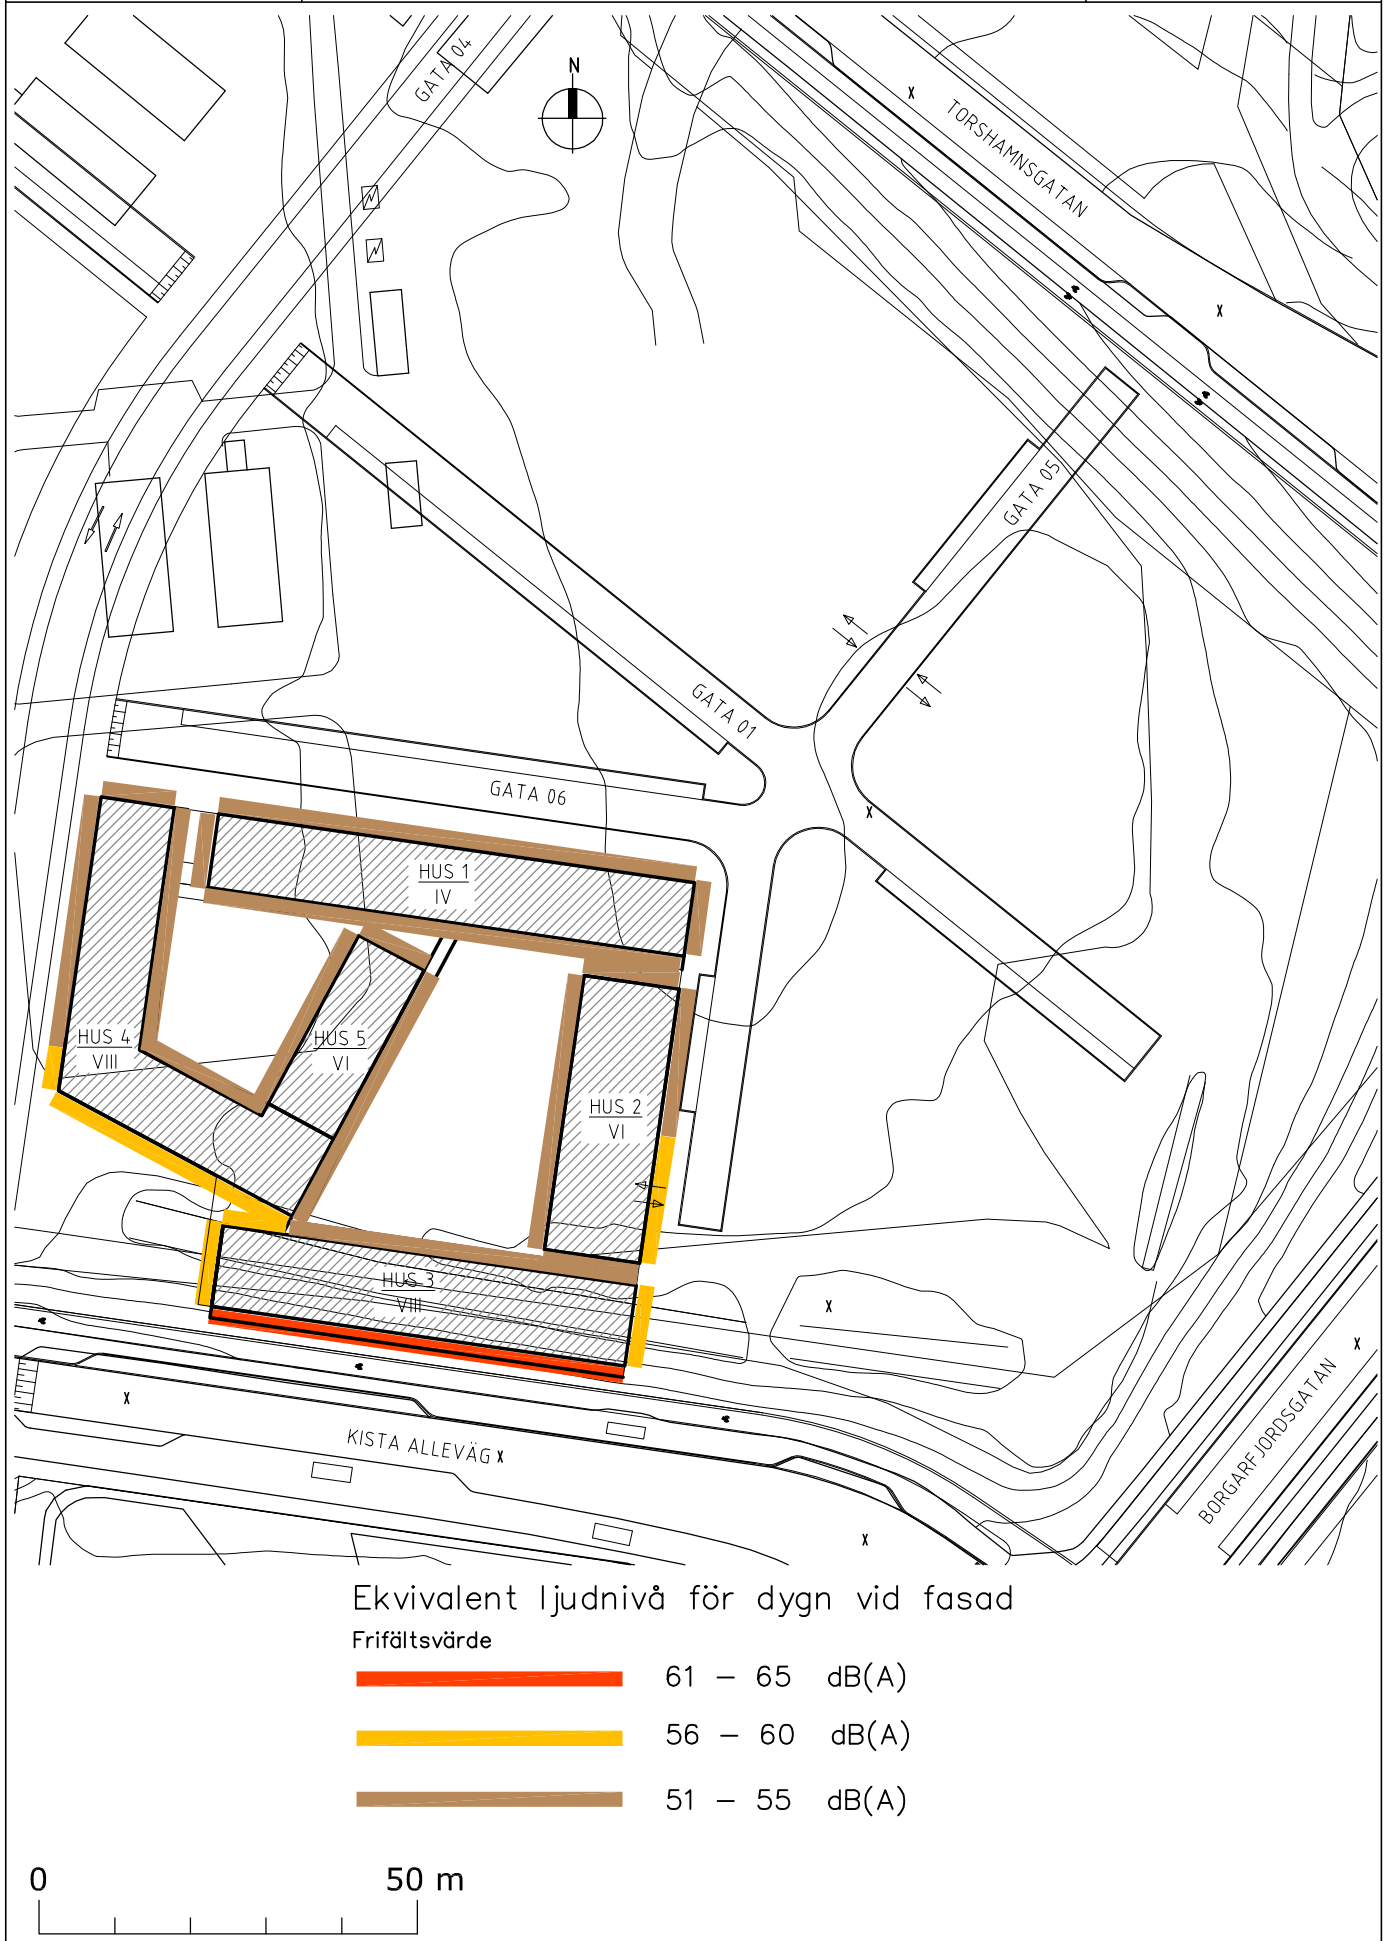 GATA 04
N
TORSHAMNSGATAN
GATA 05
GATA 01
GATA 06
HUS 1
IV
HUS 4
VIII
HUS 5
VI
HUS 2
VI
HUS 3
VIII
KISTA ALLEVÄG
BORGARFJORDSGATAN
Ekvivalent ljudnivå för dygn vid fasad
Frifältsvärde
61 – 65 dB(A)
56 – 60 dB(A)
51 – 55 dB(A)
0 50 m